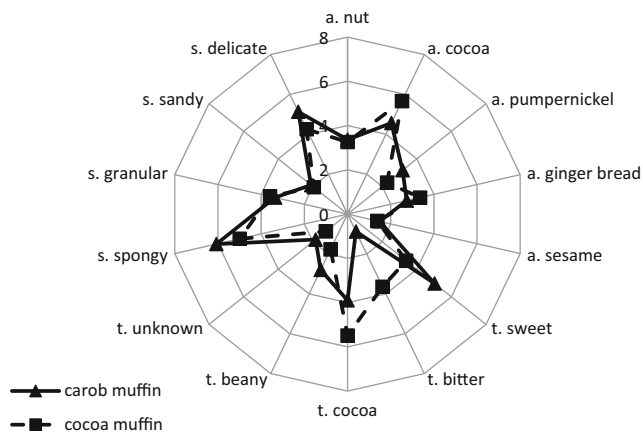 a. nut
a. cocoa
a. pumpernickel
a. ginger bread
a. sesame
t. sweet
t. bitter
t. cocoa
t. beany
t. unknown
s. spongy
s. granular
s. sandy
s. delicate
8
6
4
2
0
carob muffin
cocoa muffin